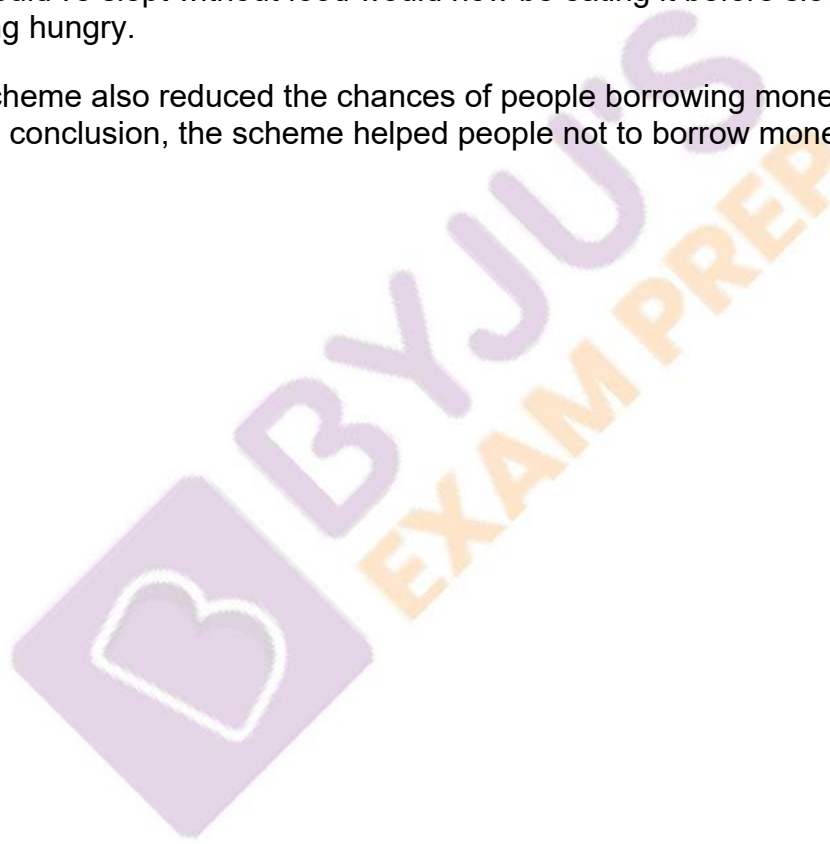 ng hungry.
cheme also reduced the chances of people borrowing mone
conclusion, the scheme helped people not to borrow mone
BYJU'S
EXAM PREP